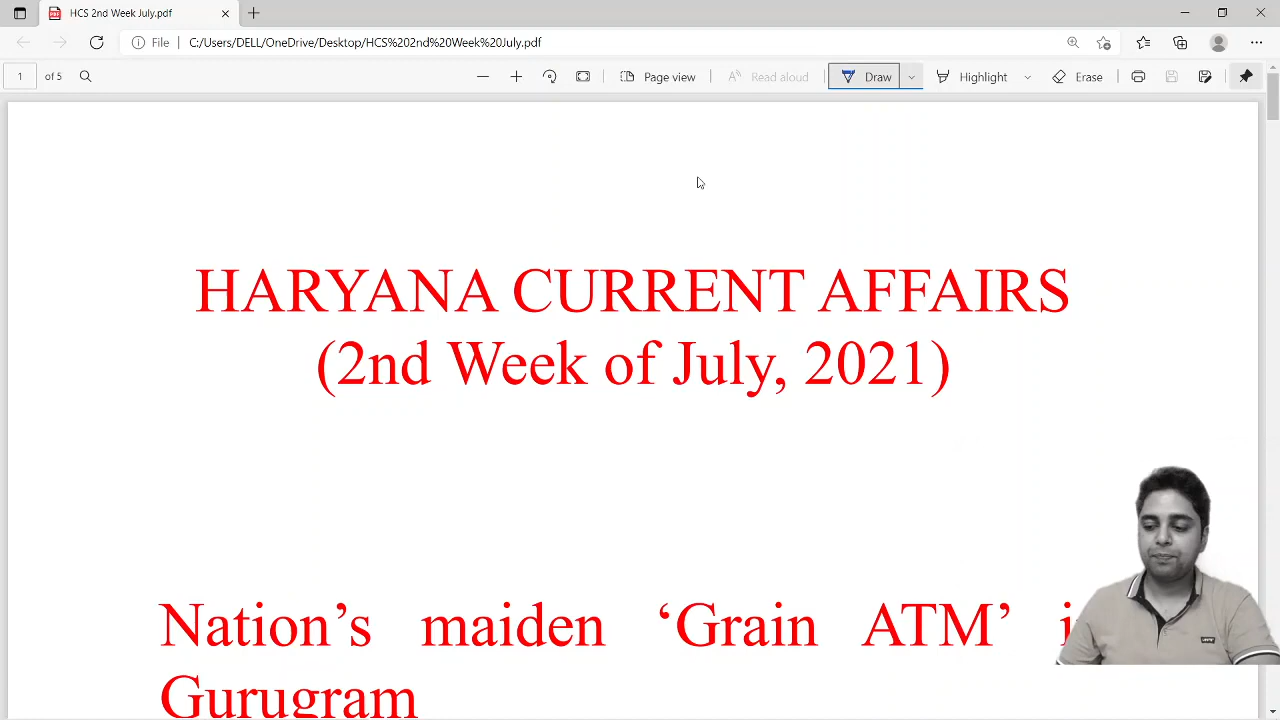 HCS 2nd Week July.pdf
File
C:/Users/DELL/OneDrive/Desktop/HCS%202nd%20Week%20July.pdf
1 of 5
Page view
Read aloud
Draw
Highlight
Erase
HARYANA CURRENT AFFAIRS
(2nd Week of July, 2021)
Nation’s maiden ‘Grain ATM’
Gurugram